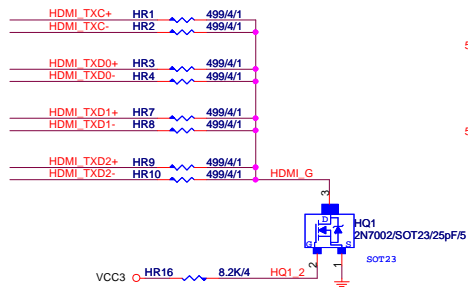 HDMI_TXC+ HR1 499/4/1
HDMI_TXC- HR2 499/4/1
HDMI_TXD0+ HR3 499/4/1
HDMI_TXD0- HR4 499/4/1
HDMI_TXD1+ HR7 499/4/1
HDMI_TXD1- HR8 499/4/1
HDMI_TXD2+ HR9 499/4/1
HDMI_TXD2- HR10 499/4/1 HDMI_G
3
D
HQ1
2N7002/SOT23/25pF/5
G S
SOT23
2 1
VCC3 HR16 8.2K/4 HQ1_2